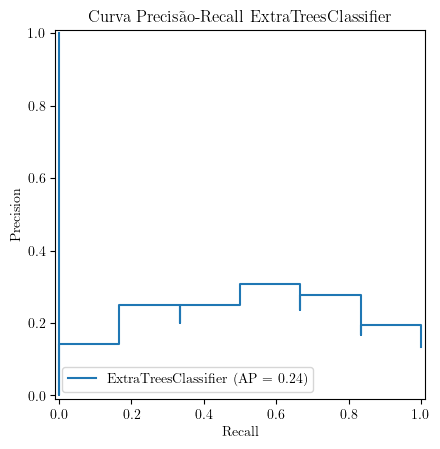 Curva Precisão-Recall ExtraTreesClassifier
1.0
0.8
0.6
0.4
0.2
0.0
Precision
ExtraTreesClassifier (AP = 0.24)
0.0 0.2 0.4 0.6 0.8 1.0
Recall